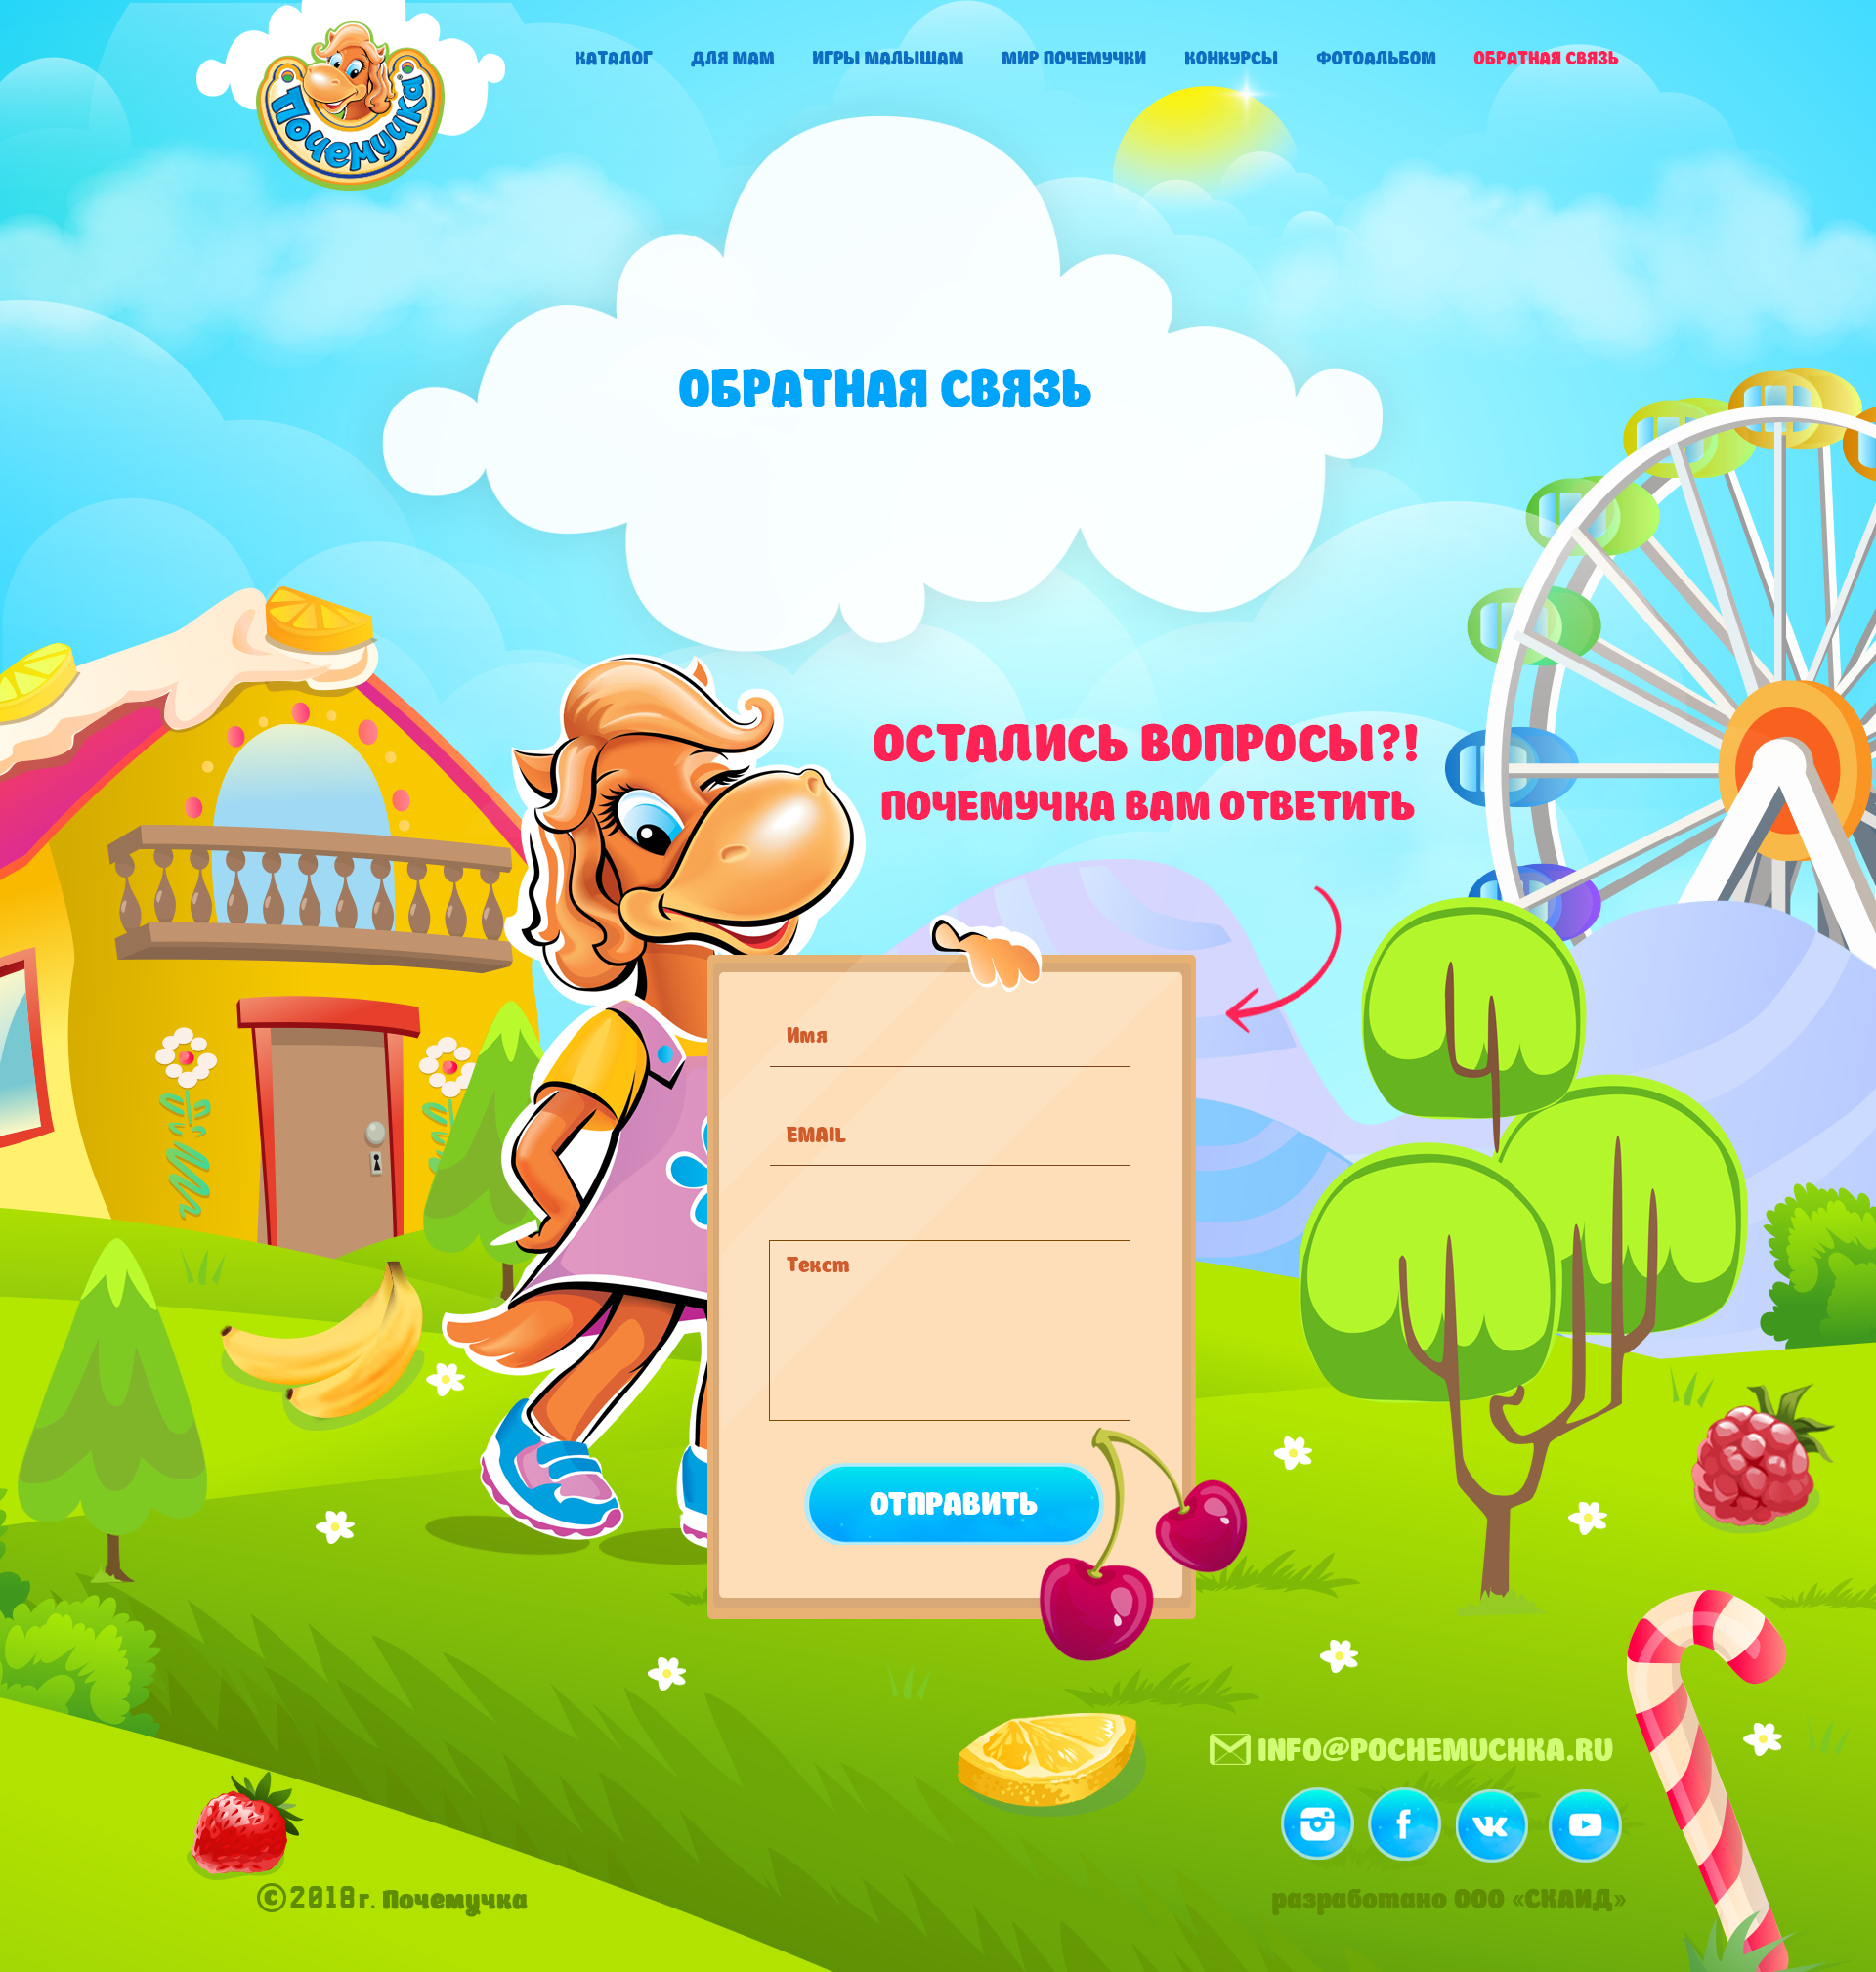 Почемучка
КАТАЛОГ ДЛЯ МАМ ИГРЫ МАЛЫШАМ МИР ПОЧЕМУЧКИ КОНКУРСЫ ФОТОАЛЬБОМ ОБРАТНАЯ СВЯЗЬ
ОБРАТНАЯ СВЯЗЬ
ОСТАЛИСЬ ВОПРОСЫ?!
ПОЧЕМУЧКА ВАМ ОТВЕТИТЬ
Имя
EMAIL
Текст
ОТПРАВИТЬ
INFO@POCHEMUCHKA.RU
©2018г. Почемучка
разработано ООО «СКАИД»